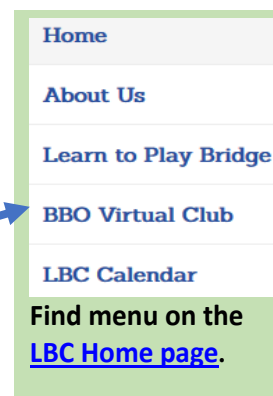 Home
About Us
Learn to Play Bridge
BBO Virtual Club
LBC Calendar
Find menu on the
LBC Home page.